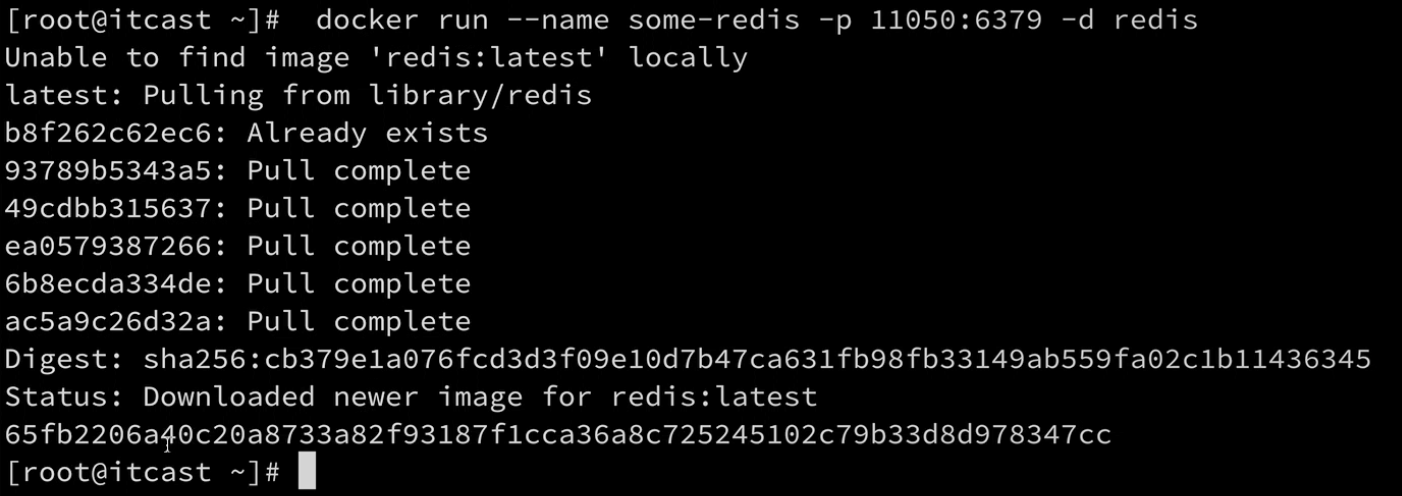 [root@itcast ~]#  docker run --name some-redis -p 11050:6379 -d redis
Unable to find image 'redis:latest' locally
latest: Pulling from library/redis
b8f262c62ec6: Already exists
93789b5343a5: Pull complete
49cdbb315637: Pull complete
ea0579387266: Pull complete
6b8ecda334de: Pull complete
ac5a9c26d32a: Pull complete
Digest: sha256:cb379e1a076fcd3d3f09e10d7b47ca631fb98fb33149ab559fa02c1b11436345
Status: Downloaded newer image for redis:latest
65fb2206a40c20a8733a82f93187f1cca36a8c725245102c79b33d8d978347cc
[root@itcast ~]#